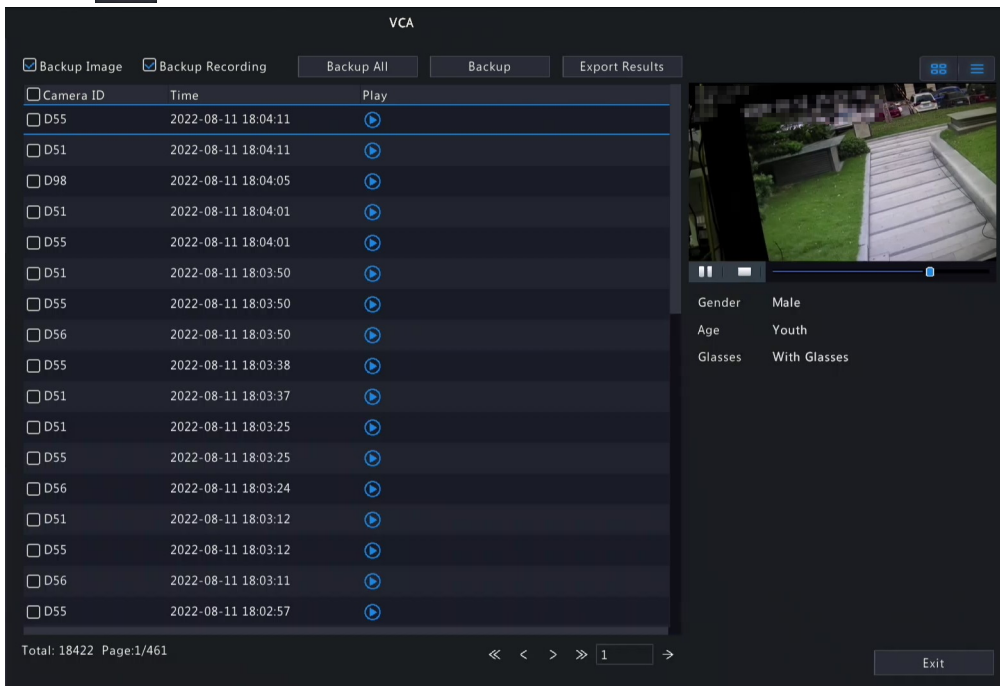 VCA
Backup Image Backup Recording Backup All Backup Export Results
Camera ID Time Play
D55 2022-08-11 18:04:11
D51 2022-08-11 18:04:11
D98 2022-08-11 18:04:05
D51 2022-08-11 18:04:01
D55 2022-08-11 18:04:01
D51 2022-08-11 18:03:50
D55 2022-08-11 18:03:50
D56 2022-08-11 18:03:50
D55 2022-08-11 18:03:38
D51 2022-08-11 18:03:37
D51 2022-08-11 18:03:25
D55 2022-08-11 18:03:25
D56 2022-08-11 18:03:24
D51 2022-08-11 18:03:12
D55 2022-08-11 18:03:12
D56 2022-08-11 18:03:11
D55 2022-08-11 18:02:57
Gender Male
Age Youth
Glasses With Glasses
Total: 18422 Page:1/461
1
Exit